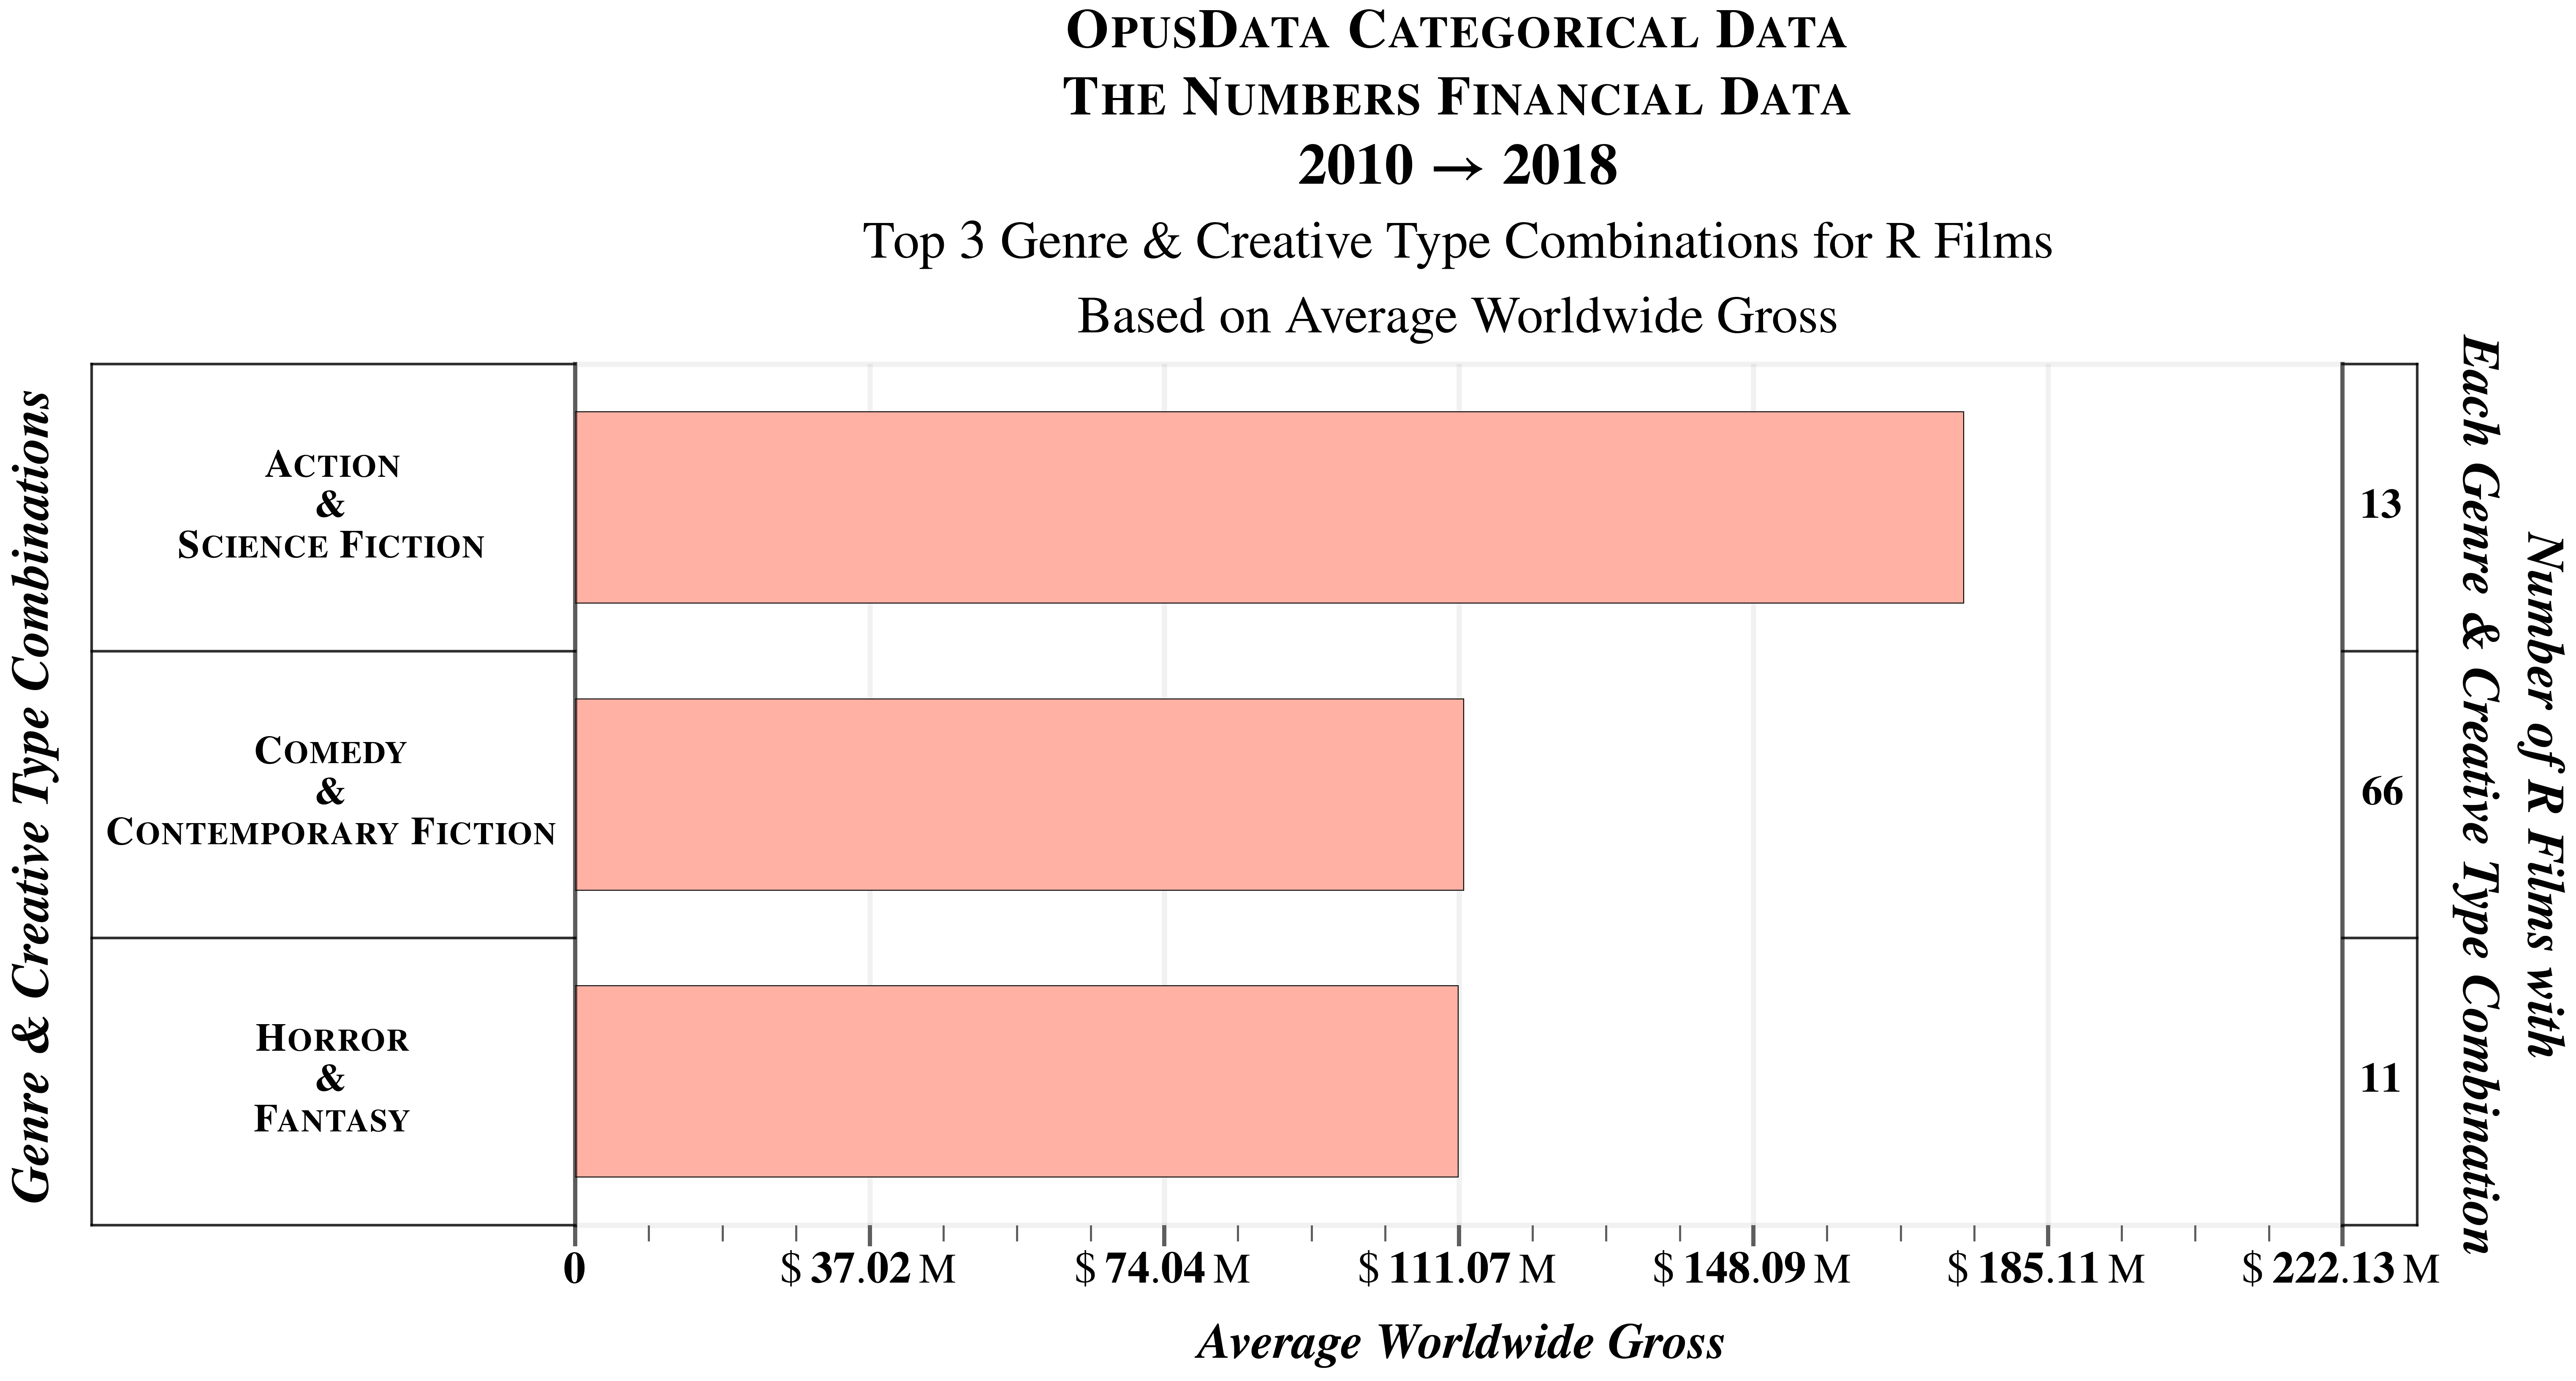 OpusData Categorical Data
The Numbers Financial Data
2010 → 2018
Top 3 Genre & Creative Type Combinations for R Films
Based on Average Worldwide Gross
Genre & Creative Type Combinations
Action
&
Science Fiction
13
Comedy
&
Contemporary Fiction
66
Horror
&
Fantasy
11
Number of R Films with
Each Genre & Creative Type Combination
0 $ 37.02 M $ 74.04 M $ 111.07 M $ 148.09 M $ 185.11 M $ 222.13 M
Average Worldwide Gross